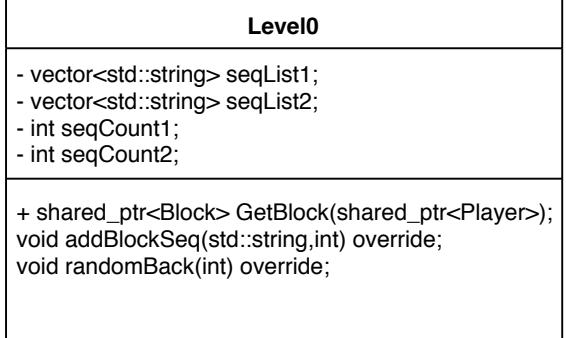 Level0
- vector<std::string> seqList1;
- vector<std::string> seqList2;
- int seqCount1;
- int seqCount2;
+ shared_ptr<Block> GetBlock(shared_ptr<Player>);
void addBlockSeq(std::string,int) override;
void randomBack(int) override;